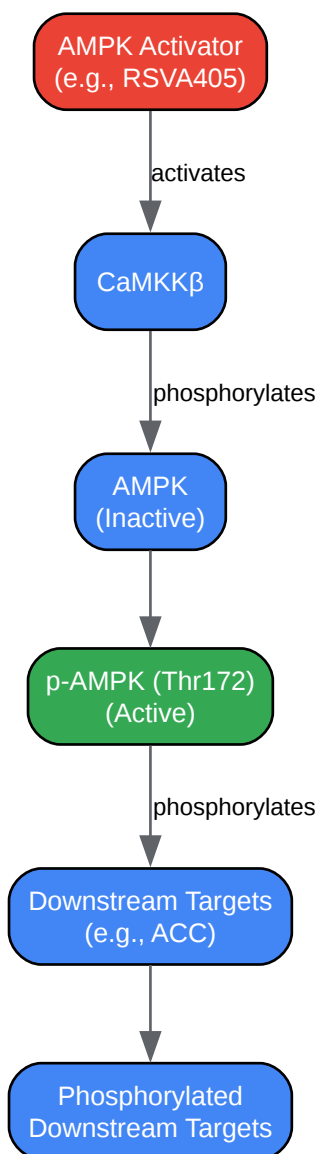 AMPK Activator
(e.g., RSVA405)
activates
CaMKKβ
phosphorylates
AMPK
(Inactive)
p-AMPK (Thr172)
(Active)
phosphorylates
Downstream Targets
(e.g., ACC)
Phosphorylated
Downstream Targets